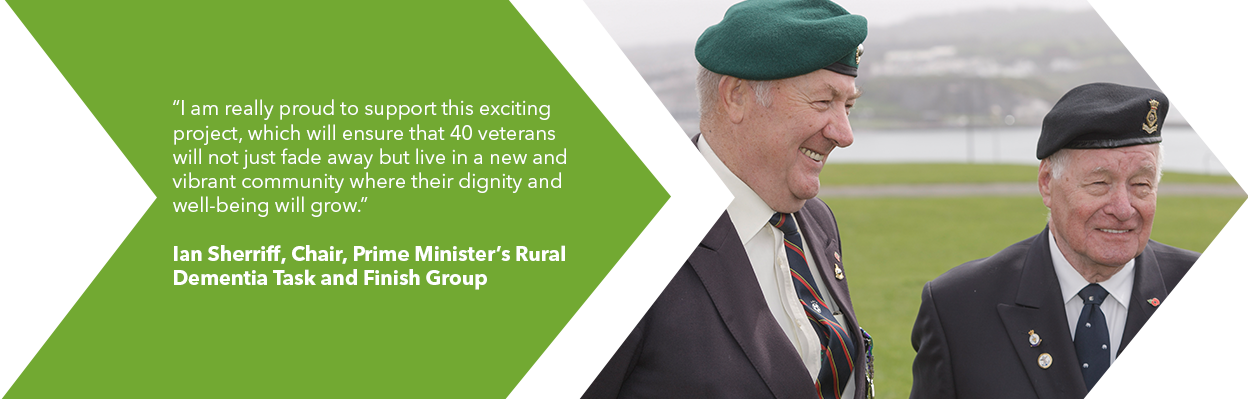 “I am really proud to support this exciting
project, which will ensure that 40 veterans
will not just fade away but live in a new and
vibrant community where their dignity and
well-being will grow.”
Ian Sherriff, Chair, Prime Minister’s Rural
Dementia Task and Finish Group